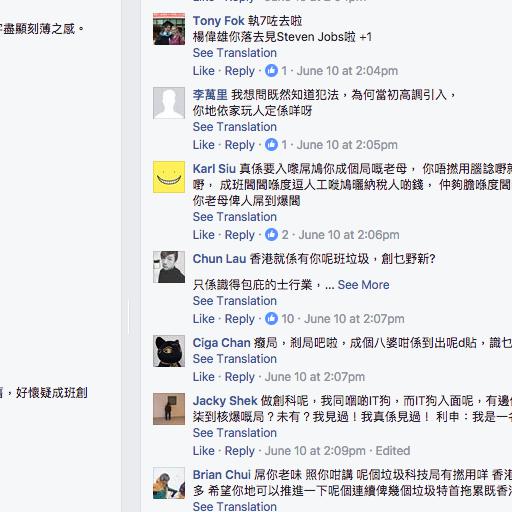 字盡顯刻薄之感。
Tony Fok 執7咗去啦
楊偉雄你落去見Steven Jobs啦 +1
See Translation
Like · Reply · 1 · June 10 at 2:04pm
李萬里 我想問既然知道犯法，為何當初高調引入，
你地依家玩人定係咩呀
See Translation
Like · Reply · 1 · June 10 at 2:05pm
Karl Siu 真係要入嚟屌鳩你成個局嘅老母， 你唔撚用腦諗嘢
嘢， 成班閪閪喺度逗人工嘥鳩曬納稅人啲錢， 仲夠膽喺度閪
你老母俾人屌到爆閪
See Translation
Like · Reply · 2 · June 10 at 2:06pm
Chun Lau 香港就係有你呢班垃圾，創乜野新?
只係識得包庇的士行業，... See More
See Translation
Like · Reply · 10 · June 10 at 2:07pm
Ciga Chan 癈局，剎局吧啦，成個八婆咁係到出呢d貼，識乜
See Translation
Like · Reply · June 10 at 2:07pm
舊，好懷疑成班創
Jacky Shek 做創科呢，我同嗰啲IT狗，而IT狗入面呢，有邊
柒到核爆嘅局？未有？我見過！我真係見過！ 利申：我是一名
See Translation
Like · Reply · June 10 at 2:09pm · Edited
Brian Chui 屌你老味 照你咁講 呢個垃圾科技局有撚用咩 香港
多 希望你地可以推進一下呢個連續俾幾個垃圾特首拖累既香港
See Translation